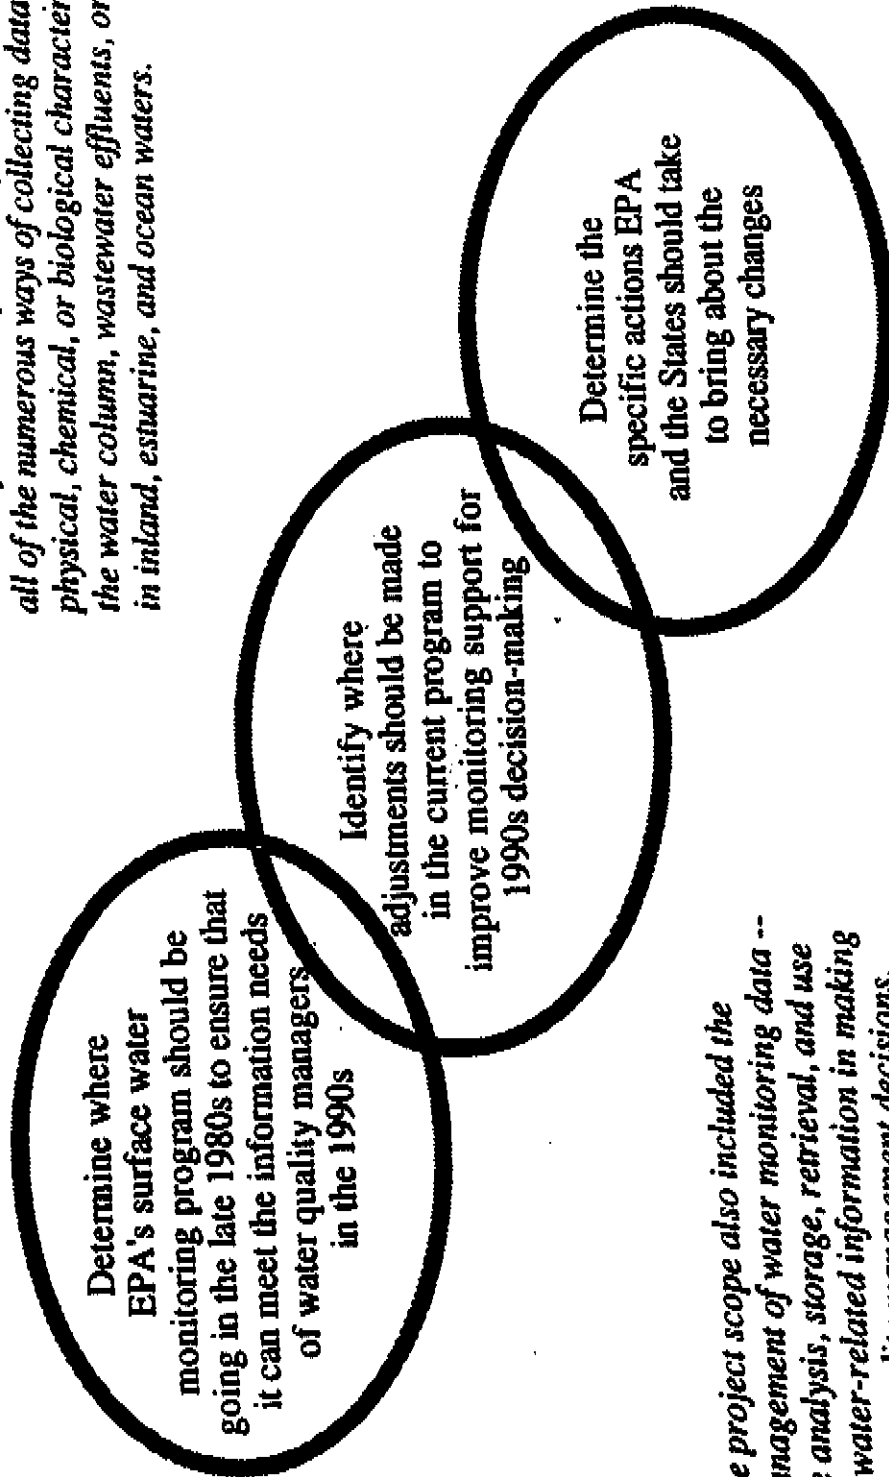 all of the numerous ways of collecting data
physical, chemical, or biological character
the water column, wastewater effluents, or
in inland, estuarine, and ocean waters.
Determine where
EPA's surface water
monitoring program should be
going in the late 1980s to ensure that
it can meet the information needs
of water quality managers
in the 1990s
Identify where
adjustments should be made
in the current program to
improve monitoring support for
1990s decision-making
Determine the
specific actions EPA
and the States should take
to bring about the
necessary changes
e project scope also included the
nagement of water monitoring data --
analysis, storage, retrieval, and use
water-related information in making
management decisions.